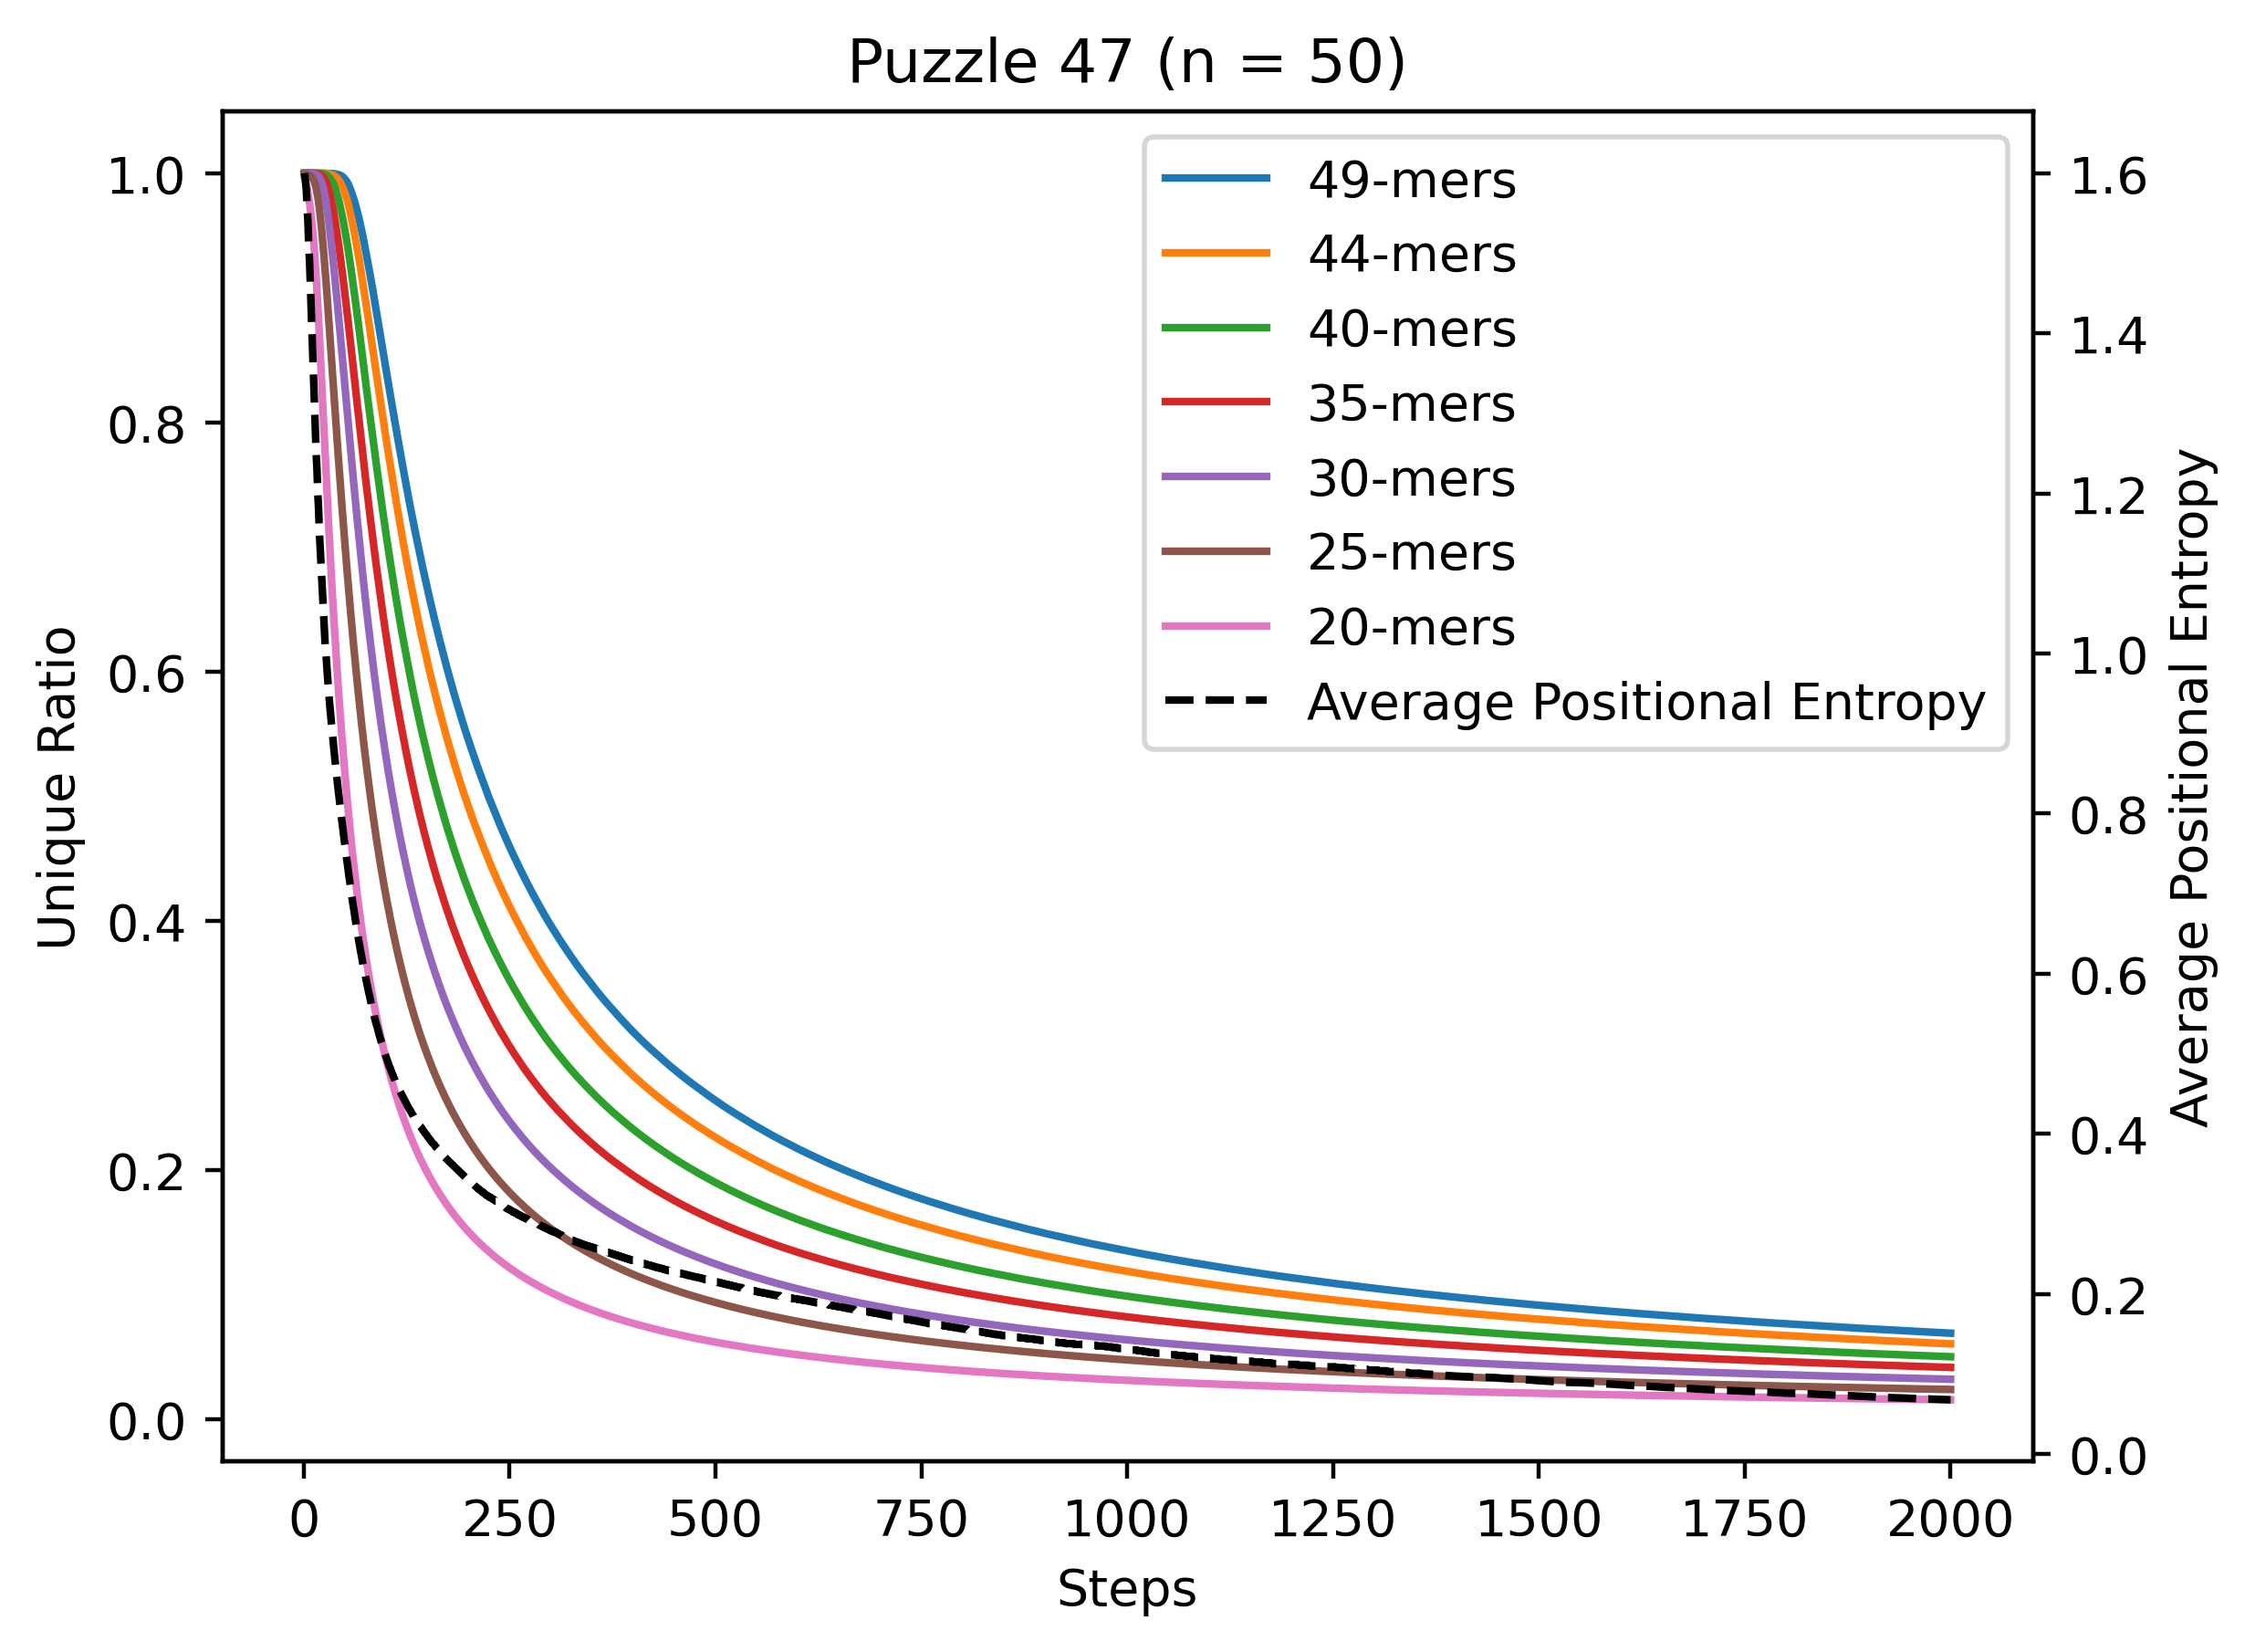 Puzzle 47 (n = 50)
Unique Ratio
1.0
0.8
0.6
0.4
0.2
0.0
49-mers
44-mers
40-mers
35-mers
30-mers
25-mers
20-mers
Average Positional Entropy
1.6
1.4
1.2
1.0
0.8
0.6
0.4
0.2
0.0
Average Positional Entropy
0 250 500 750 1000 1250 1500 1750 2000
Steps